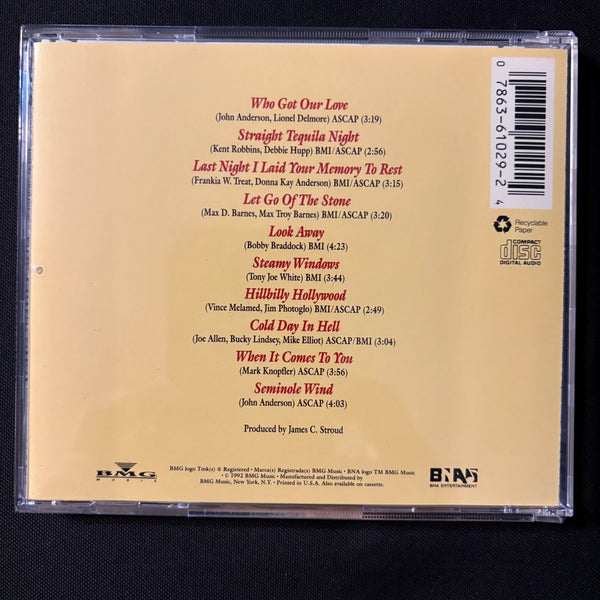 Who Got Our Love
(John Anderson, Lionel Delmore) ASCAP (3:19)
Straight Tequila Night
(Kent Robbins, Debbie Hupp) BMI/ASCAP (2:56)
Last Night I Laid Your Memory To Rest
(Frankia W. Treat, Donna Kay Anderson) BMI/ASCAP (3:15)
Let Go Of The Stone
(Max D. Barnes, Max Troy Barnes) BMI/ASCAP (3:20)
Look Away
(Bobby Braddock) BMI (4:23)
Steamy Windows
(Tony Joe White) BMI (3:44)
Hillbilly Hollywood
(Vince Melamed, Jim Photoglo) BMI/ASCAP (2:49)
Cold Day In Hell
(Joe Allen, Bucky Lindsey, Mike Elliot) ASCAP/BMI (3:04)
When It Comes To You
(Mark Knopfler) ASCAP (3:56)
Seminole Wind
(John Anderson) ASCAP (4:03)
Produced by James C. Stroud
0 7863-61029-2 4
Recyclable
Paper
COMPACT
disc
DIGITAL AUDIO
BMG
MUSIC
BMG logo Tmk(s) ® Registered • Marca(s) Registrada(s) BMG Music • BNA logo TM BMG Music
• © 1992 BMG Music • Manufactured and Distributed by
BMG Music, New York, N.Y. • Printed in U.S.A. Also available on cassette.
BNA
BNA ENTERTAINMENT